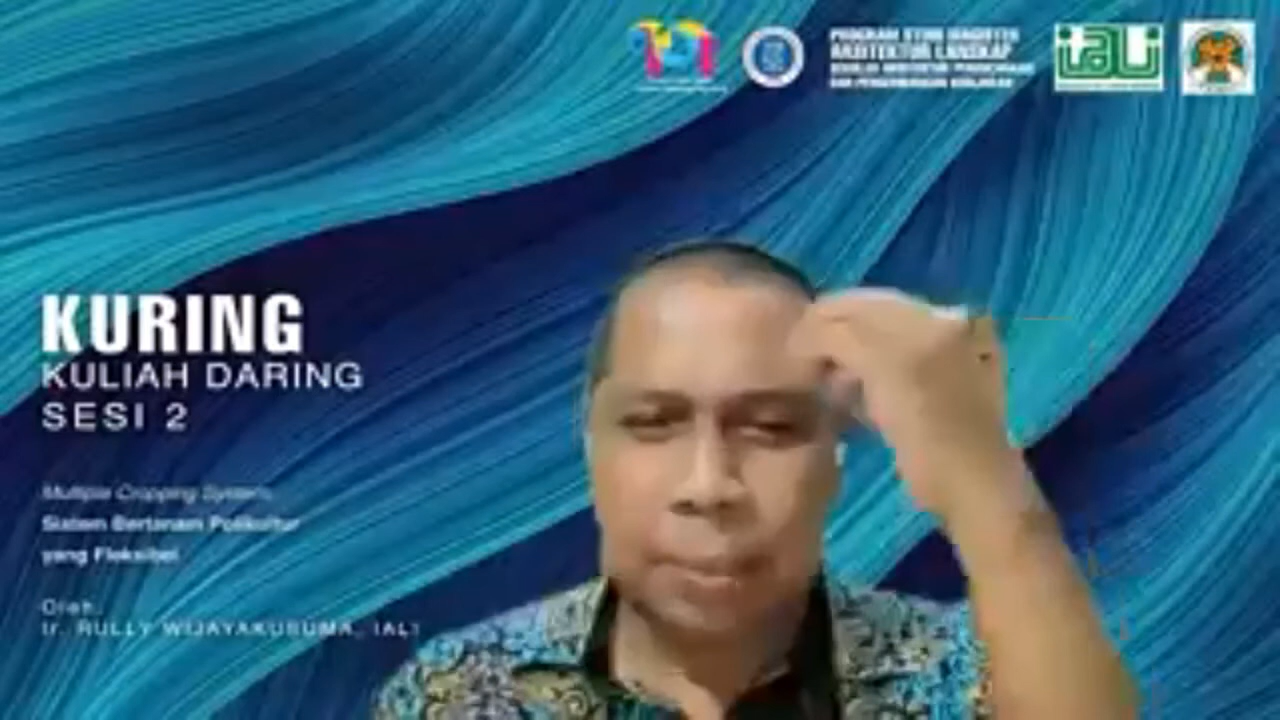 PROGRAM STUDI MAGISTER
ARSITEKTUR LANSKAP
iali
KURING
KULIAH DARING
SESI 2
Multiple Cropping System,
Sistem Bertanam Polikultur
yang Fleksibel
Oleh:
Ir. RULLY WIJAYAKUSUMA, IALI